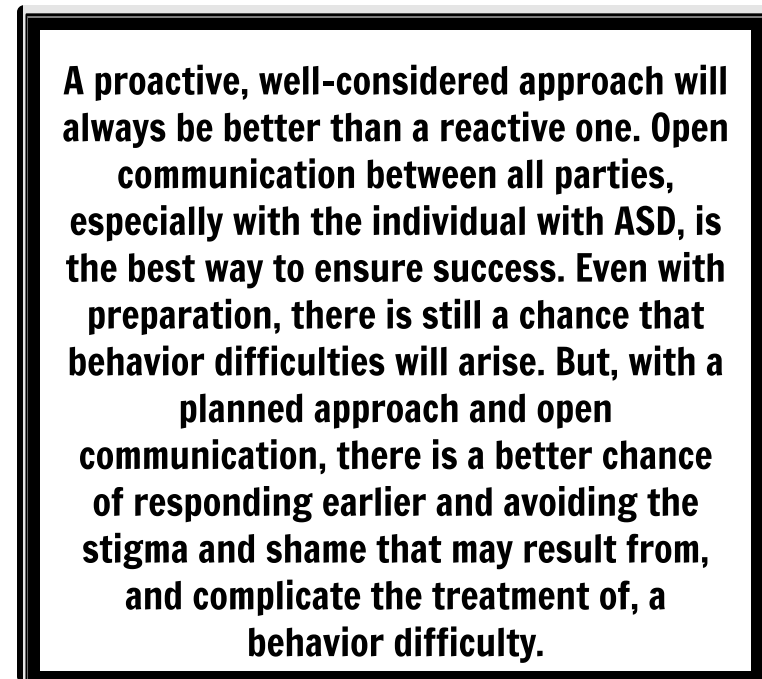 A proactive, well-considered approach will
always be better than a reactive one. Open
communication between all parties,
especially with the individual with ASD, is
the best way to ensure success. Even with
preparation, there is still a chance that
behavior difficulties will arise. But, with a
planned approach and open
communication, there is a better chance
of responding earlier and avoiding the
stigma and shame that may result from,
and complicate the treatment of, a
behavior difficulty.